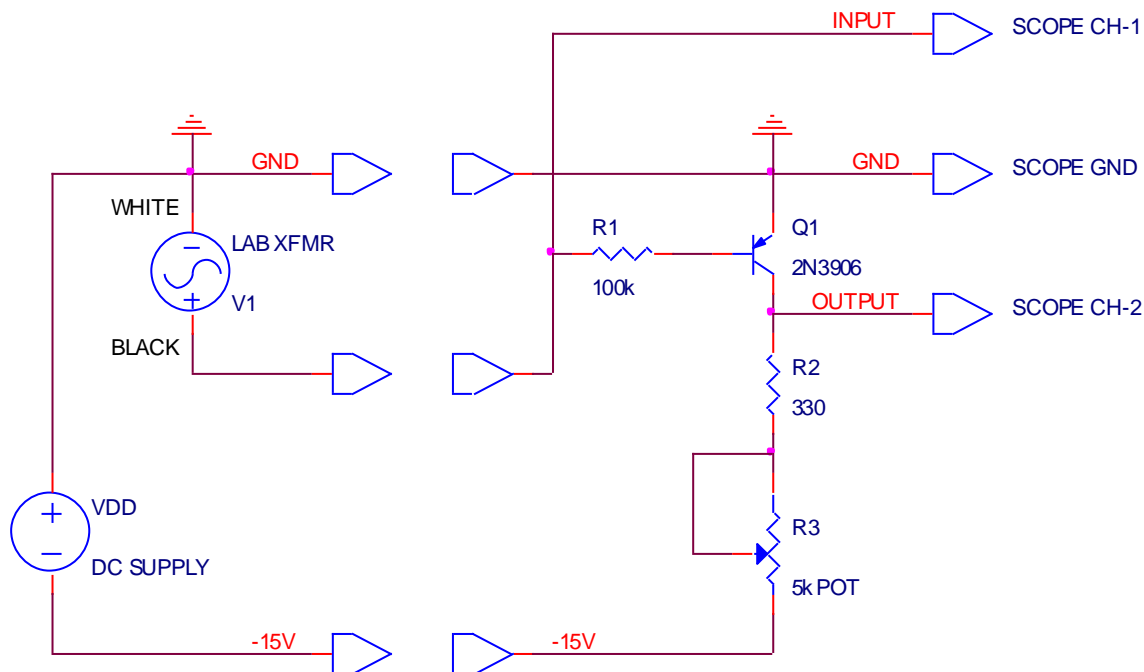 INPUT
SCOPE CH-1
GND
GND
SCOPE GND
WHITE
LAB XFMR
R1
Q1
2N3906
100k
V1
OUTPUT
SCOPE CH-2
BLACK
R2
330
VDD
R3
DC SUPPLY
5k POT
-15V
-15V